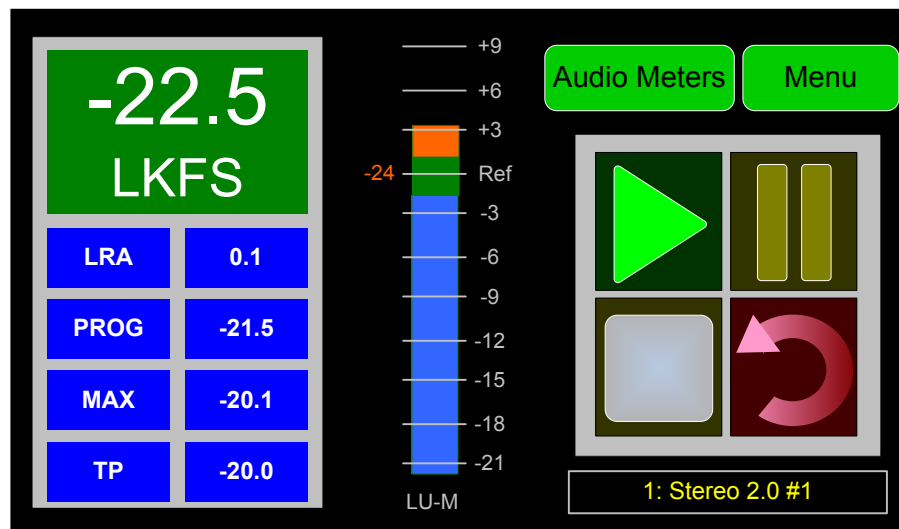 -22.5
LKFS
LRA 0.1
PROG -21.5
MAX -20.1
TP -20.0
+9
+6
+3
-24 Ref
-3
-6
-9
-12
-15
-18
-21
LU-M
Audio Meters Menu
1: Stereo 2.0 #1